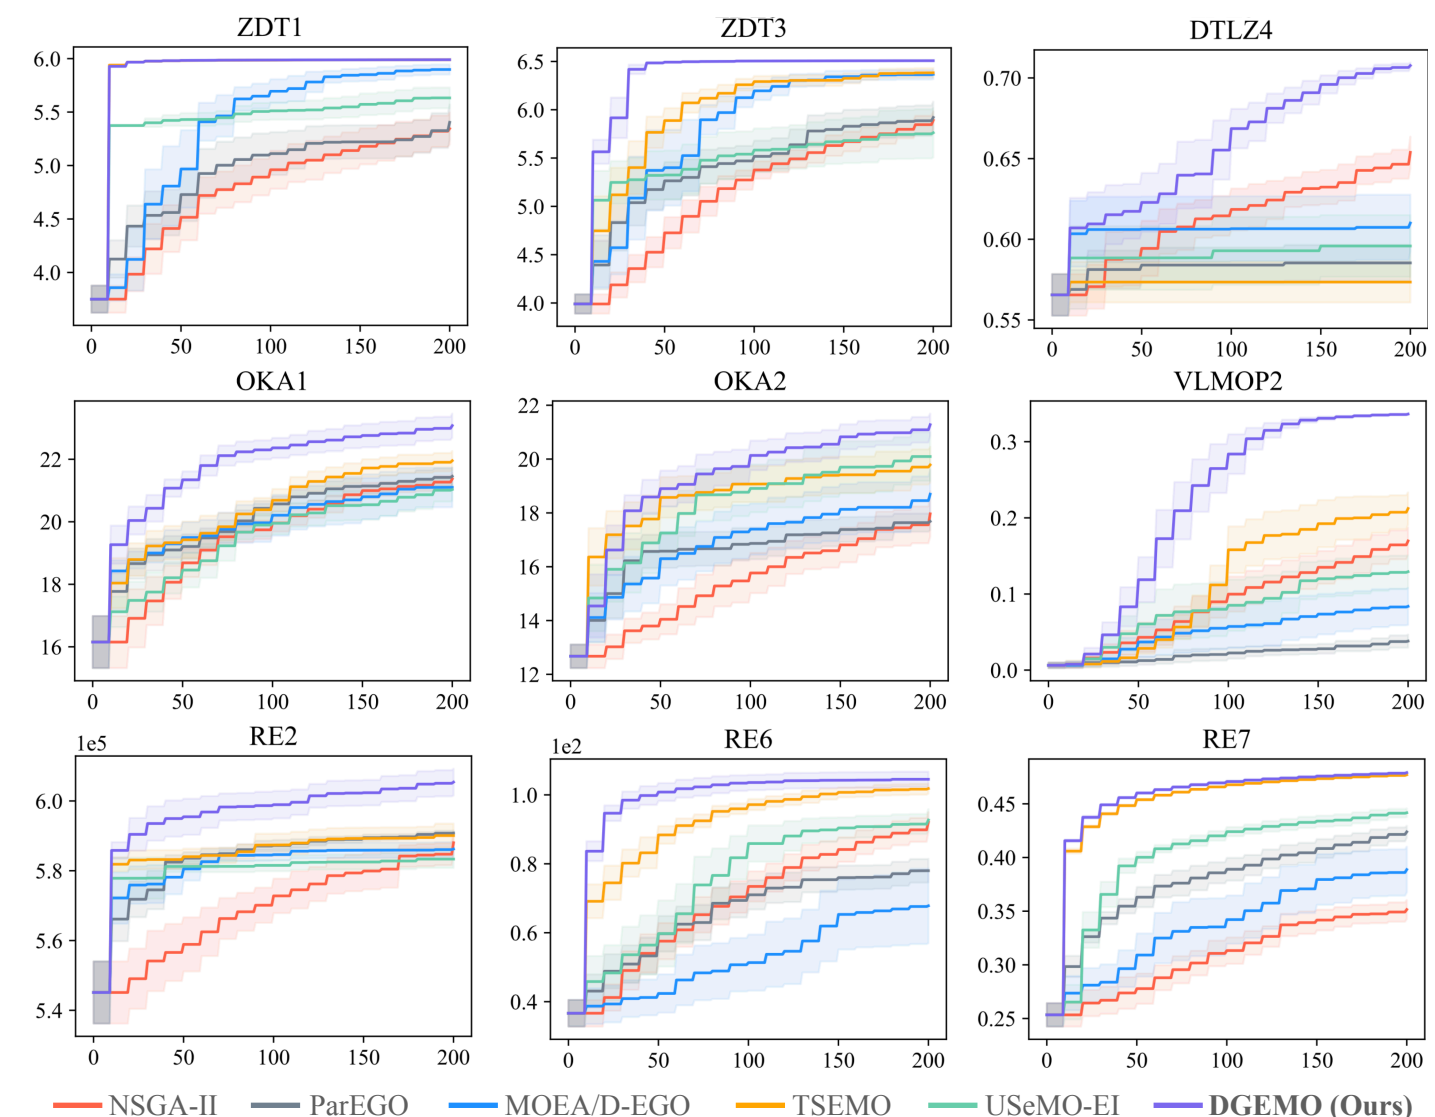 ZDT1 ZDT3 DTLZ4
6.0 5.5 5.0 4.5 4.0
0 50 100 150 200
6.5 6.0 5.5 5.0 4.5 4.0
0 50 100 150 200
0.70 0.65 0.60 0.55
0 50 100 150 200
OKA1 OKA2 VLMOP2
22 20 18 16
0 50 100 150 200
22 20 18 16 14 12
0 50 100 150 200
0.3 0.2 0.1 0.0
0 50 100 150 200
RE2 RE6 RE7
1e5
6.0 5.8 5.6 5.4
0 50 100 150 200
1e2
1.0 0.8 0.6 0.4
0 50 100 150 200
0.45 0.40 0.35 0.30 0.25
0 50 100 150 200
NSGA-II ParEGO MOEA/D-EGO TSEMO USeMO-EI DGEMO (Ours)